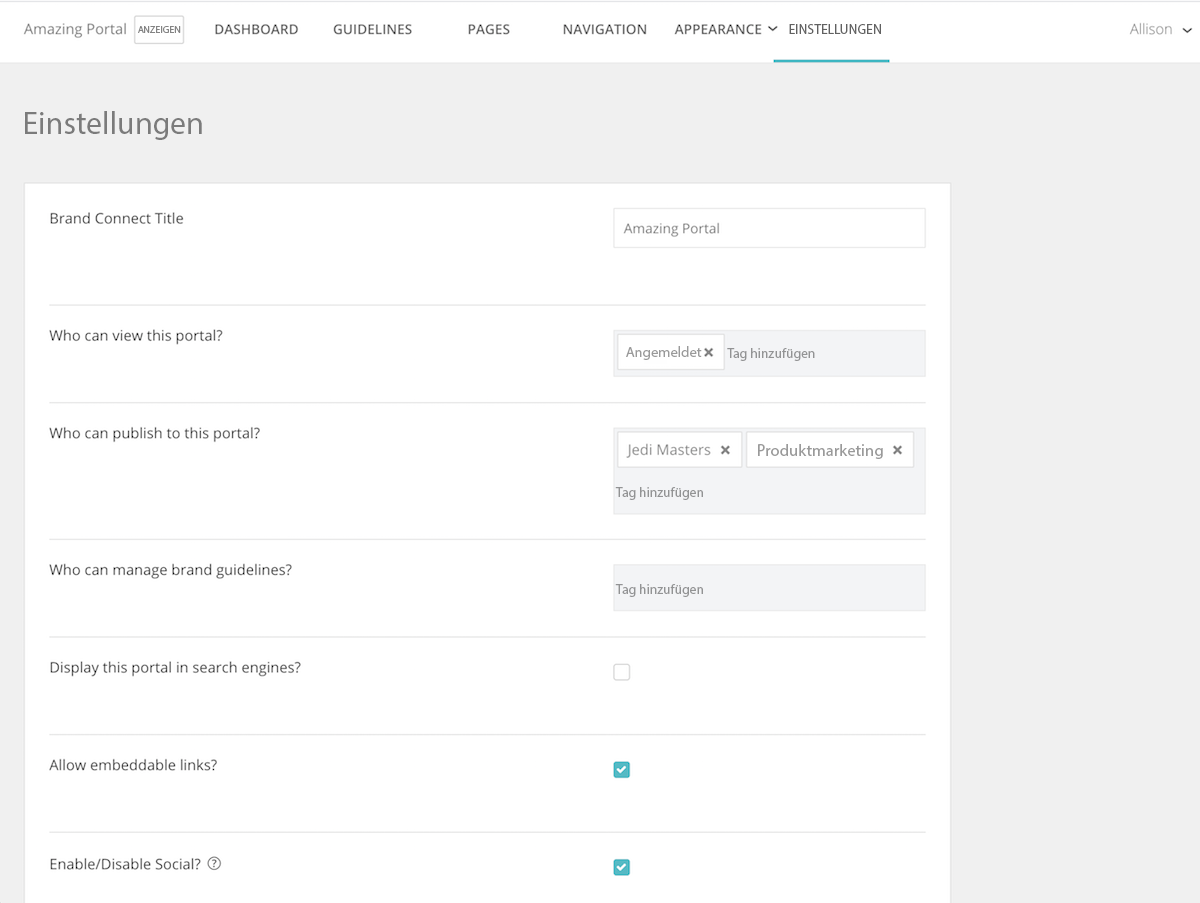 Amazing Portal ANZEIGEN DASHBOARD GUIDELINES PAGES NAVIGATION APPEARANCE EINSTELLUNGEN Allison
Einstellungen
Brand Connect Title
Amazing Portal
Who can view this portal?
Angemeldet × Tag hinzufügen
Who can publish to this portal?
Jedi Masters × Produktmarketing ×
Tag hinzufügen
Who can manage brand guidelines?
Tag hinzufügen
Display this portal in search engines?
Allow embeddable links?
Enable/Disable Social? ?